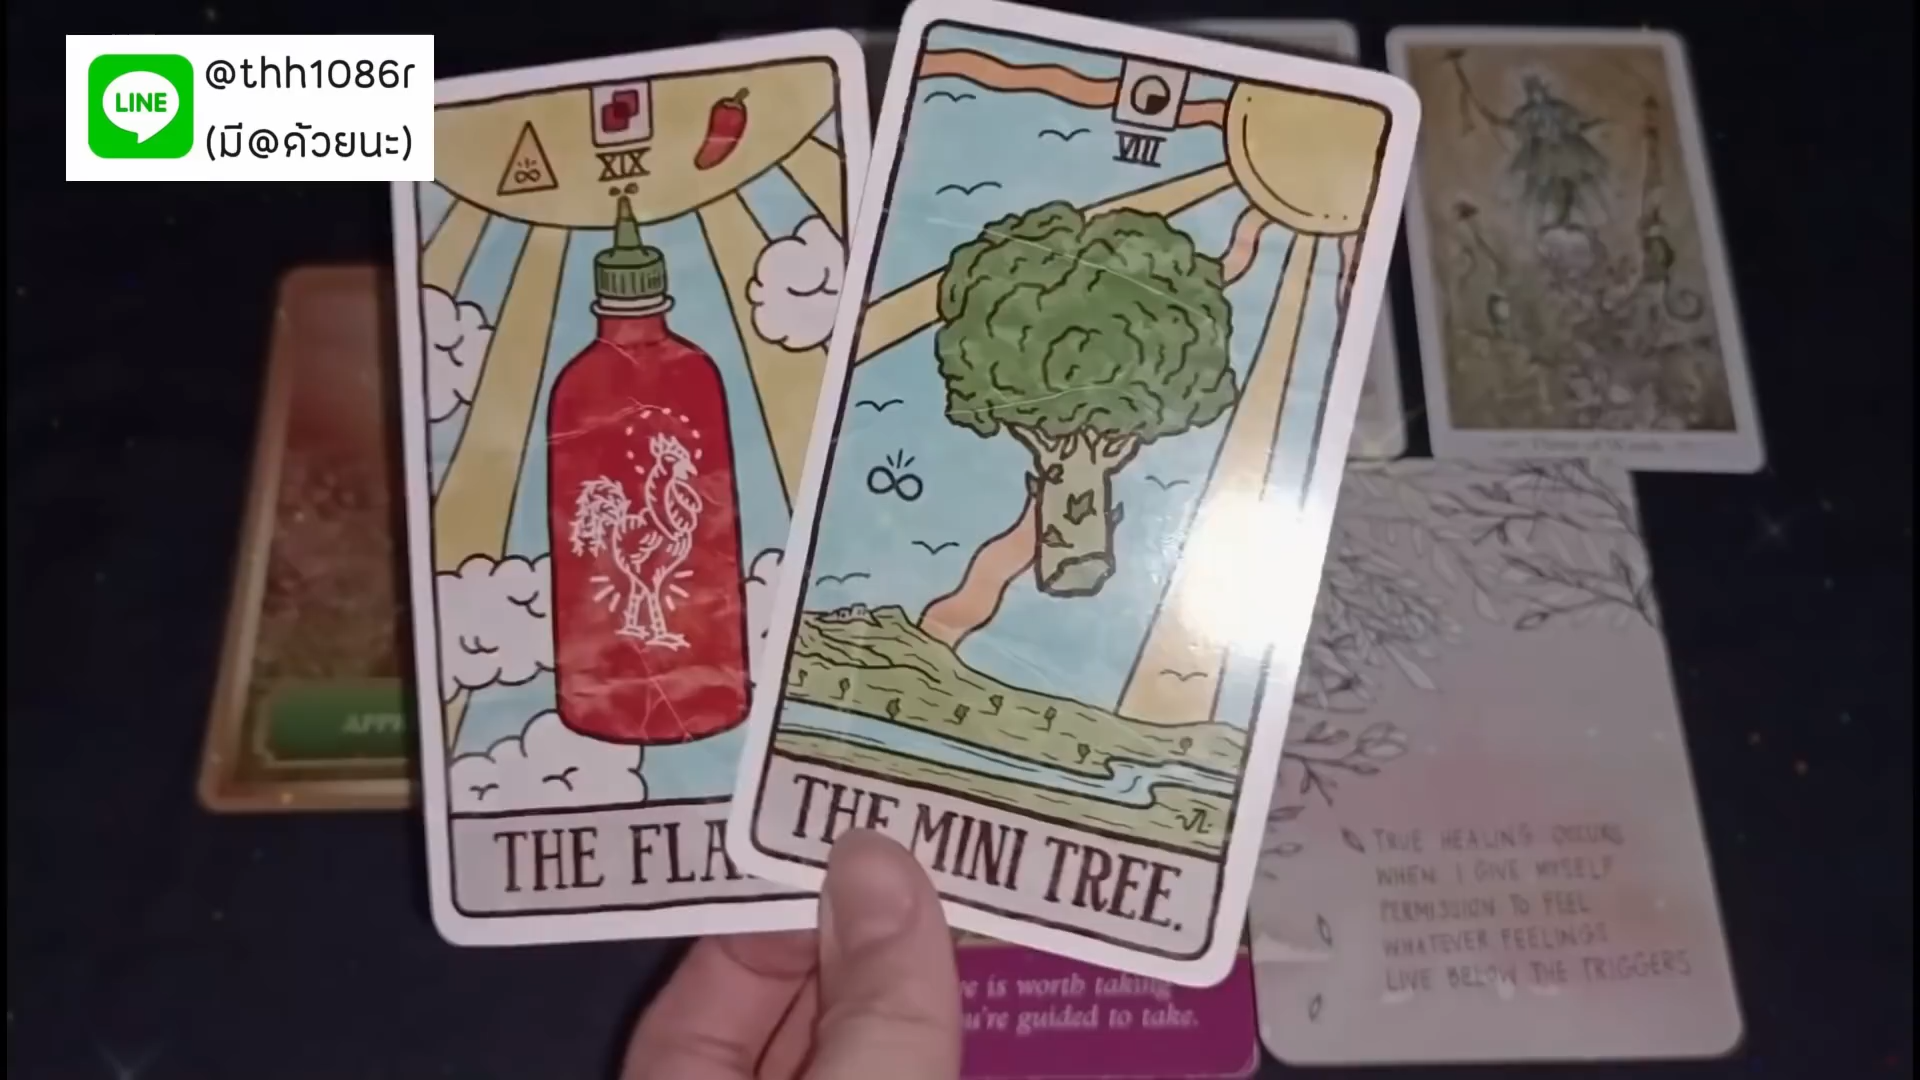 LINE
@thh1086r
(มี@ด้วยนะ)
XIX
VIII
THE FLA
THE MINI TREE.
TRUE HEALING OCCURS
WHEN I GIVE MYSELF
PERMISSION TO FEEL
WHATEVER FEELINGS
LIVE BELOW THE TRIGGERS
is worth taking
u're guided to take.